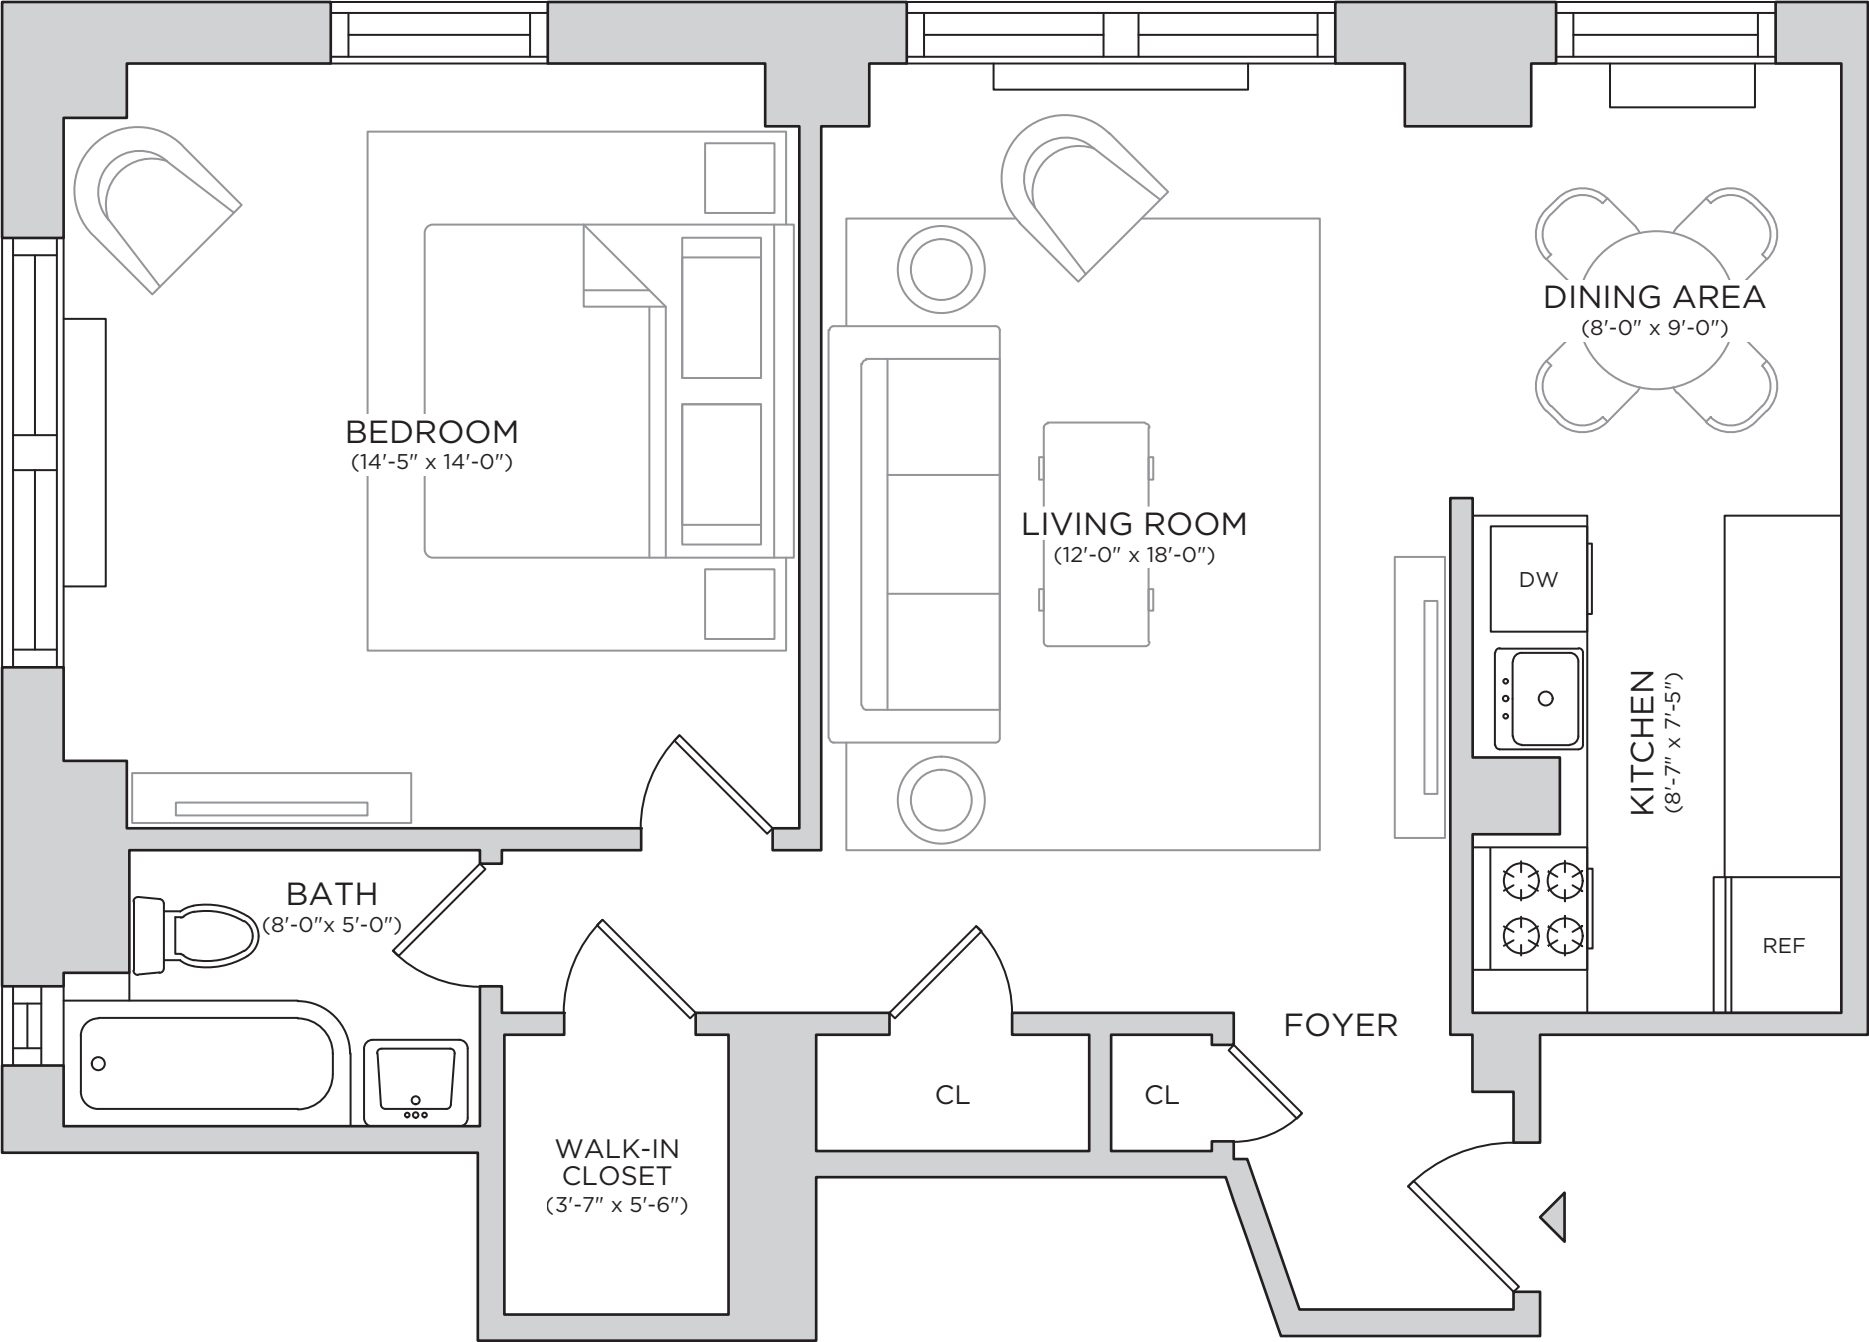 DINING AREA
(8'-0" x 9'-0")
BEDROOM
(14'-5" x 14'-0")
LIVING ROOM
(12'-0" x 18'-0")
DW
KITCHEN
(8'-7" x 7'-5")
BATH
(8'-0"x 5'-0")
REF
FOYER
CL
CL
WALK-IN
CLOSET
(3'-7" x 5'-6")